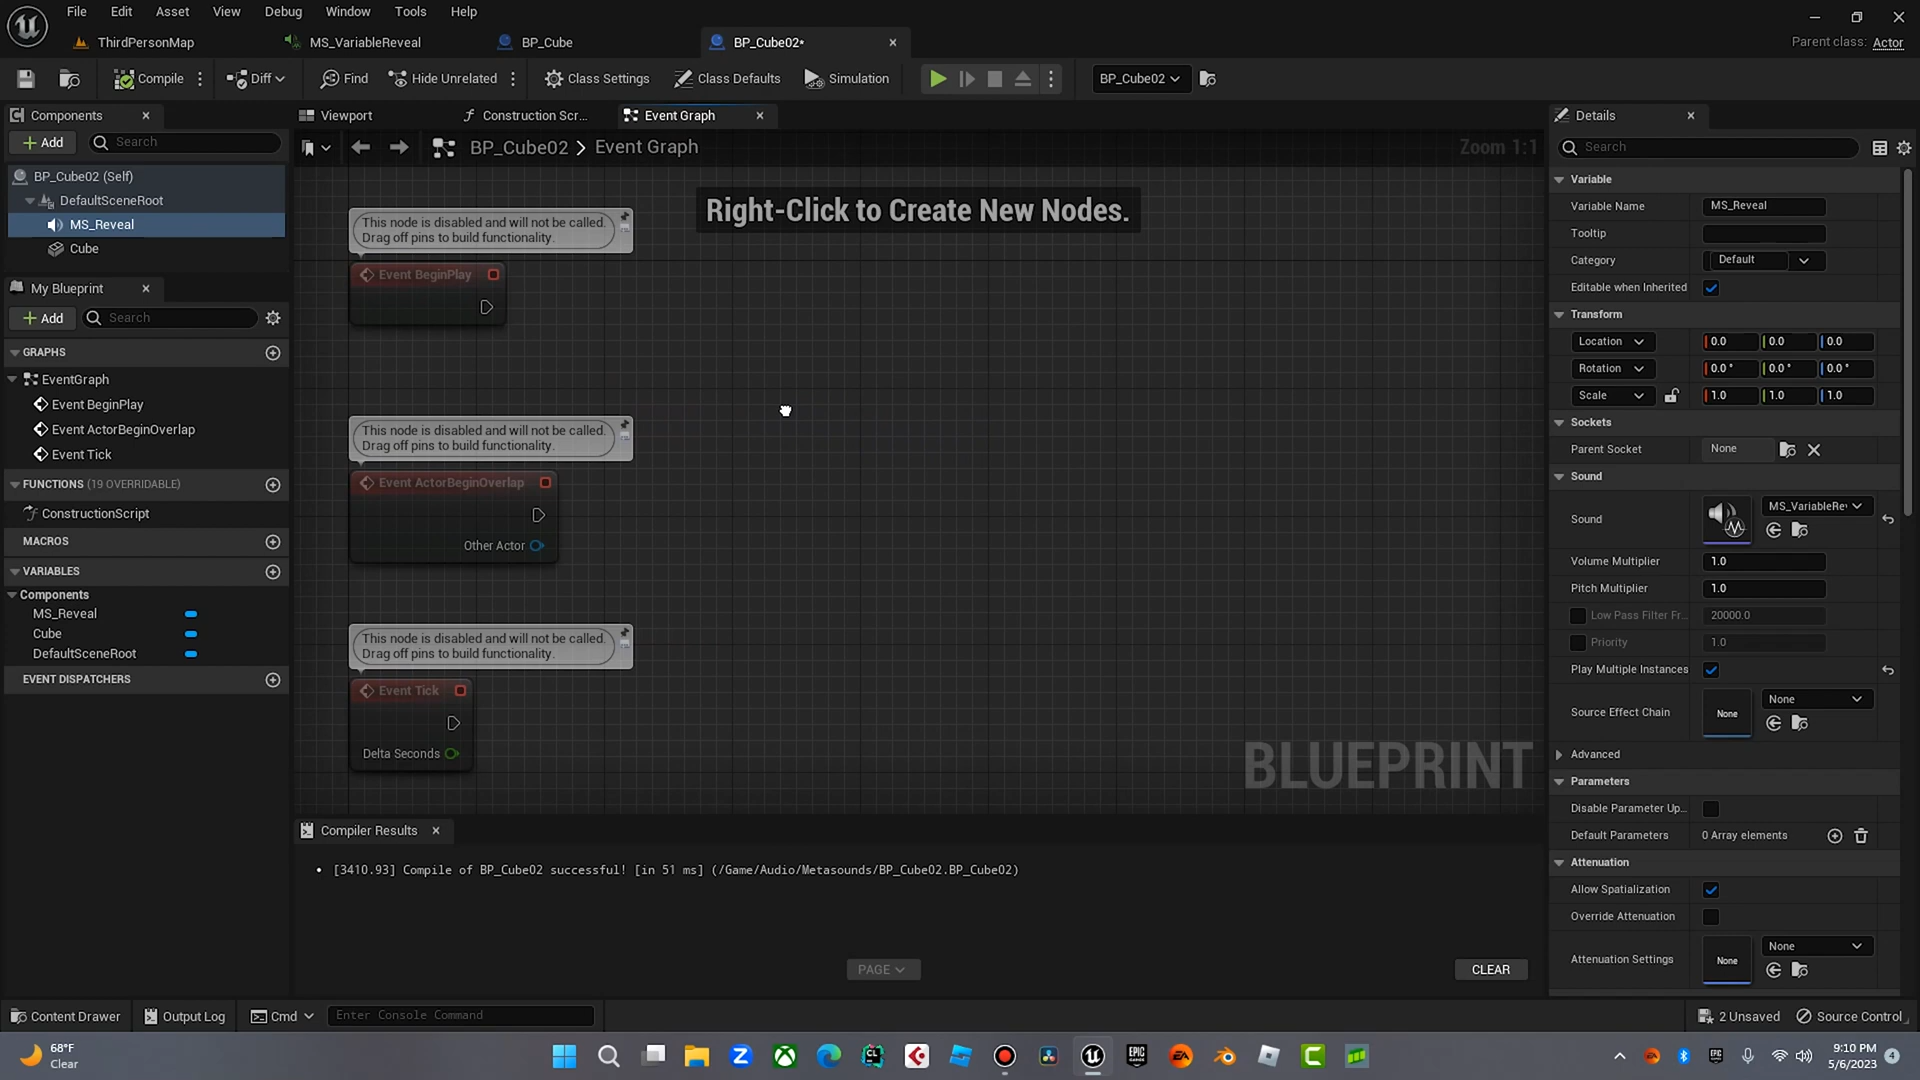 File Edit Asset View Debug Window Tools Help
ThirdPersonMap MS_VariableReveal BP_Cube BP_Cube02*
Parent class: Actor
Compile Diff Find Hide Unrelated Class Settings Class Defaults Simulation BP_Cube02
Components
Add Search
BP_Cube02 (Self)
DefaultSceneRoot
MS_Reveal
Cube
My Blueprint
Add Search
GRAPHS
EventGraph
Event BeginPlay
Event ActorBeginOverlap
Event Tick
FUNCTIONS (19 OVERRIDABLE)
ConstructionScript
MACROS
VARIABLES
Components
MS_Reveal
Cube
DefaultSceneRoot
EVENT DISPATCHERS
Viewport Construction Scr... Event Graph
BP_Cube02 > Event Graph
Zoom 1:1
Right-Click to Create New Nodes.
This node is disabled and will not be called.
Drag off pins to build functionality.
Event BeginPlay
This node is disabled and will not be called.
Drag off pins to build functionality.
Event ActorBeginOverlap
Other Actor
This node is disabled and will not be called.
Drag off pins to build functionality.
Event Tick
Delta Seconds
BLUEPRINT
Compiler Results
[3410.93] Compile of BP_Cube02 successful! [in 51 ms] (/Game/Audio/Metasounds/BP_Cube02.BP_Cube02)
PAGE
CLEAR
Details
Search
Variable
Variable Name MS_Reveal
Tooltip
Category Default
Editable when Inherited
Transform
Location 0.0 0.0 0.0
Rotation 0.0° 0.0° 0.0°
Scale 1.0 1.0 1.0
Sockets
Parent Socket None
Sound
Sound MS_VariableRe
Volume Multiplier 1.0
Pitch Multiplier 1.0
Low Pass Filter Fr... 20000.0
Priority 1.0
Play Multiple Instances
Source Effect Chain None None
Advanced
Parameters
Disable Parameter Up...
Default Parameters 0 Array elements
Attenuation
Allow Spatialization
Override Attenuation
Attenuation Settings None None
Content Drawer Output Log Cmd Enter Console Command
2 Unsaved Source Control
68°F
Clear
9:10 PM
5/6/2023
4